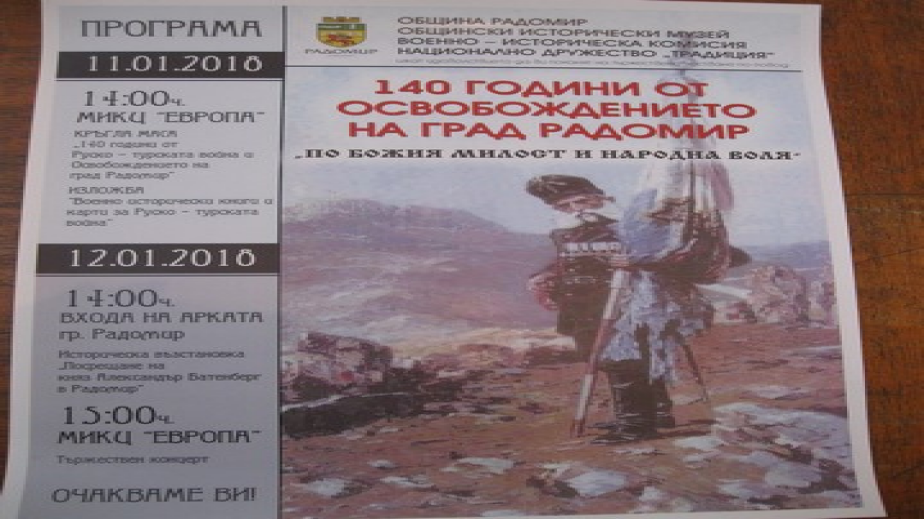 ПРОГРАМА
11.01.2018
14:00ч.
МИКЦ "ЕВРОПА"
КРЪГЛА МАСА
„140 години от
Руско - турската война и
Освобождението на
град Радомир"
ИЗЛОЖБА
"Военно исторически книги и
карти за Руско - турската
война"
12.01.2018
14:00ч.
ВХОДА НА АРКАТА
гр. Радомир
Историческа възстановка
„Посрещане на
княз Александър Батенберг
в Радомир"
15:00ч.
МИКЦ "ЕВРОПА"
Тържествен концерт
ОЧАКВАМЕ ВИ!
РАДОМИР
ОБЩИНА РАДОМИР
ОБЩИНСКИ ИСТОРИЧЕСКИ МУЗЕЙ
ВОЕННО - ИСТОРИЧЕСКА КОМИСИЯ
НАЦИОНАЛНО ДРУЖЕСТВО „ТРАДИЦИЯ"
140 ГОДИНИ ОТ
ОСВОБОЖДЕНИЕТО
НА ГРАД РАДОМИР
„ПО БОЖИЯ МИЛОСТ И НАРОДНА ВОЛЯ"